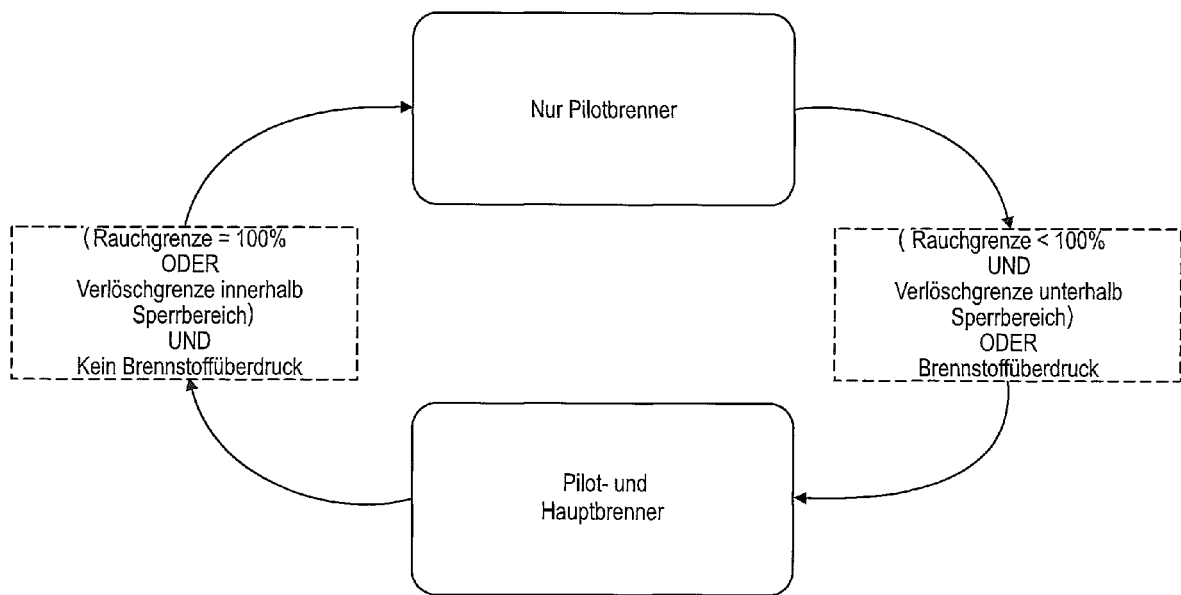 Nur Pilotbrenner
( Rauchgrenze = 100%
ODER
Verlöschgrenze innerhalb
Sperrbereich)
UND
Kein Brennstoffüberdruck
( Rauchgrenze < 100%
UND
Verlöschgrenze unterhalb
Sperrbereich)
ODER
Brennstoffüberdruck
Pilot- und
Hauptbrenner